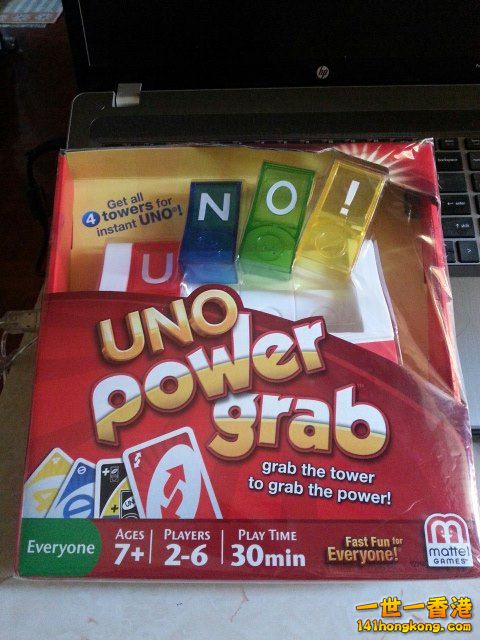 hp
Get all
4 towers for
instant UNO®!
U
N
O
!
UNO
power
grab
grab the tower
to grab the power!
Everyone
AGES
7+
PLAYERS
2-6
PLAY TIME
30min
Fast Fun for
Everyone!
mattel
GAMES
一世一香港
141hongkong.com